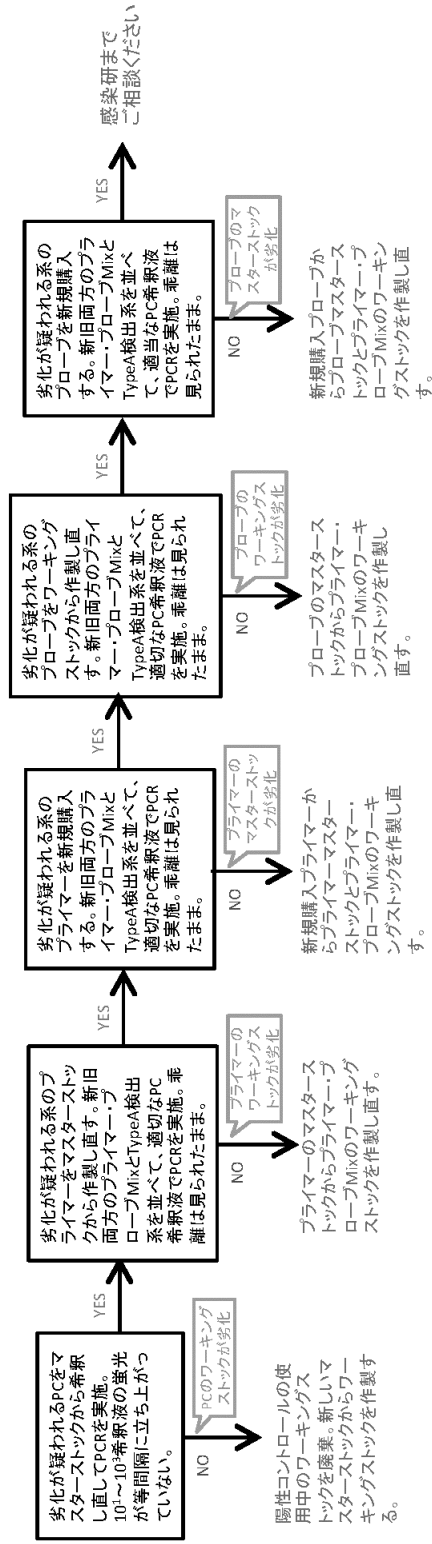 劣化が疑われるPCをマ
スターストックから希釈
し直してPCRを実施。
10¹～10³希釈液の蛍光
が等間隔に立ち上がっ
ていない。
YES
NO
PCのワーキング
ストックが劣化
陽性コントロールの使
用中のワーキングス
トックを廃棄。新しいマ
スターストックからワー
キングストックを作製す
る。
劣化が疑われる系のプ
ライマーをマスターストッ
クから作製し直す。新旧
両方のプライマー・プ
ローブMixとTypeA検出
系を並べて、適切なPC
希釈液でPCRを実施。乖
離は見られたまま。
YES
NO
プライマーの
ワーキングス
トックが劣化
プライマーのマスタース
トックからプライマー・プ
ローブMixのワーキング
ストックを作製し直す。
劣化が疑われる系の
プライマーを新規購入
する。新旧両方のプラ
イマー・プローブMixと
TypeA検出系を並べて、
適切なPC希釈液でPCR
を実施。乖離は見られ
たまま。
YES
NO
プライマーの
マスターストッ
クが劣化
新規購入プライマーか
らプライマーマスター
ストックとプライマー・
プローブMixのワーキ
ングストックを作製し直
す。
劣化が疑われる系の
プローブをワーキング
ストックから作製し直
す。新旧両方のプライ
マー・プローブMixと
TypeA検出系を並べて、
適切なPC希釈液でPCR
を実施。乖離は見られ
たまま。
YES
NO
プローブの
ワーキングス
トックが劣化
プローブのマスタース
トックからプライマー・
プローブMixのワーキ
ングストックを作製し
直す。
劣化が疑われる系の
プローブを新規購入
する。新旧両方のプラ
イマー・プローブMixと
TypeA検出系を並べ
て、適当なPC希釈液
でPCRを実施。乖離は
見られたまま。
YES
NO
プローブのマ
スターストック
が劣化
新規購入プローブか
らプローブマスタース
トックとプライマー・プ
ローブMixのワーキン
グストックを作製し直
す。
感染研まで
ご相談ください